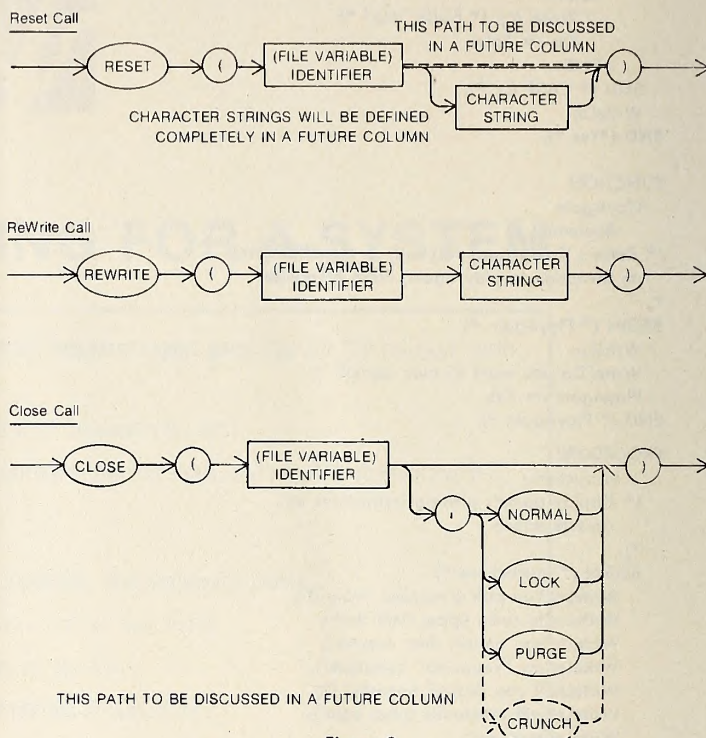 Reset Call
THIS PATH TO BE DISCUSSED
IN A FUTURE COLUMN
RESET
(
(FILE VARIABLE)
IDENTIFIER
)
CHARACTER
STRING
CHARACTER STRINGS WILL BE DEFINED
COMPLETELY IN A FUTURE COLUMN
ReWrite Call
REWRITE
(
(FILE VARIABLE)
IDENTIFIER
CHARACTER
STRING
)
Close Call
CLOSE
(
(FILE VARIABLE)
IDENTIFIER
)
,
NORMAL
LOCK
PURGE
THIS PATH TO BE DISCUSSED IN A FUTURE COLUMN
CRUNCH